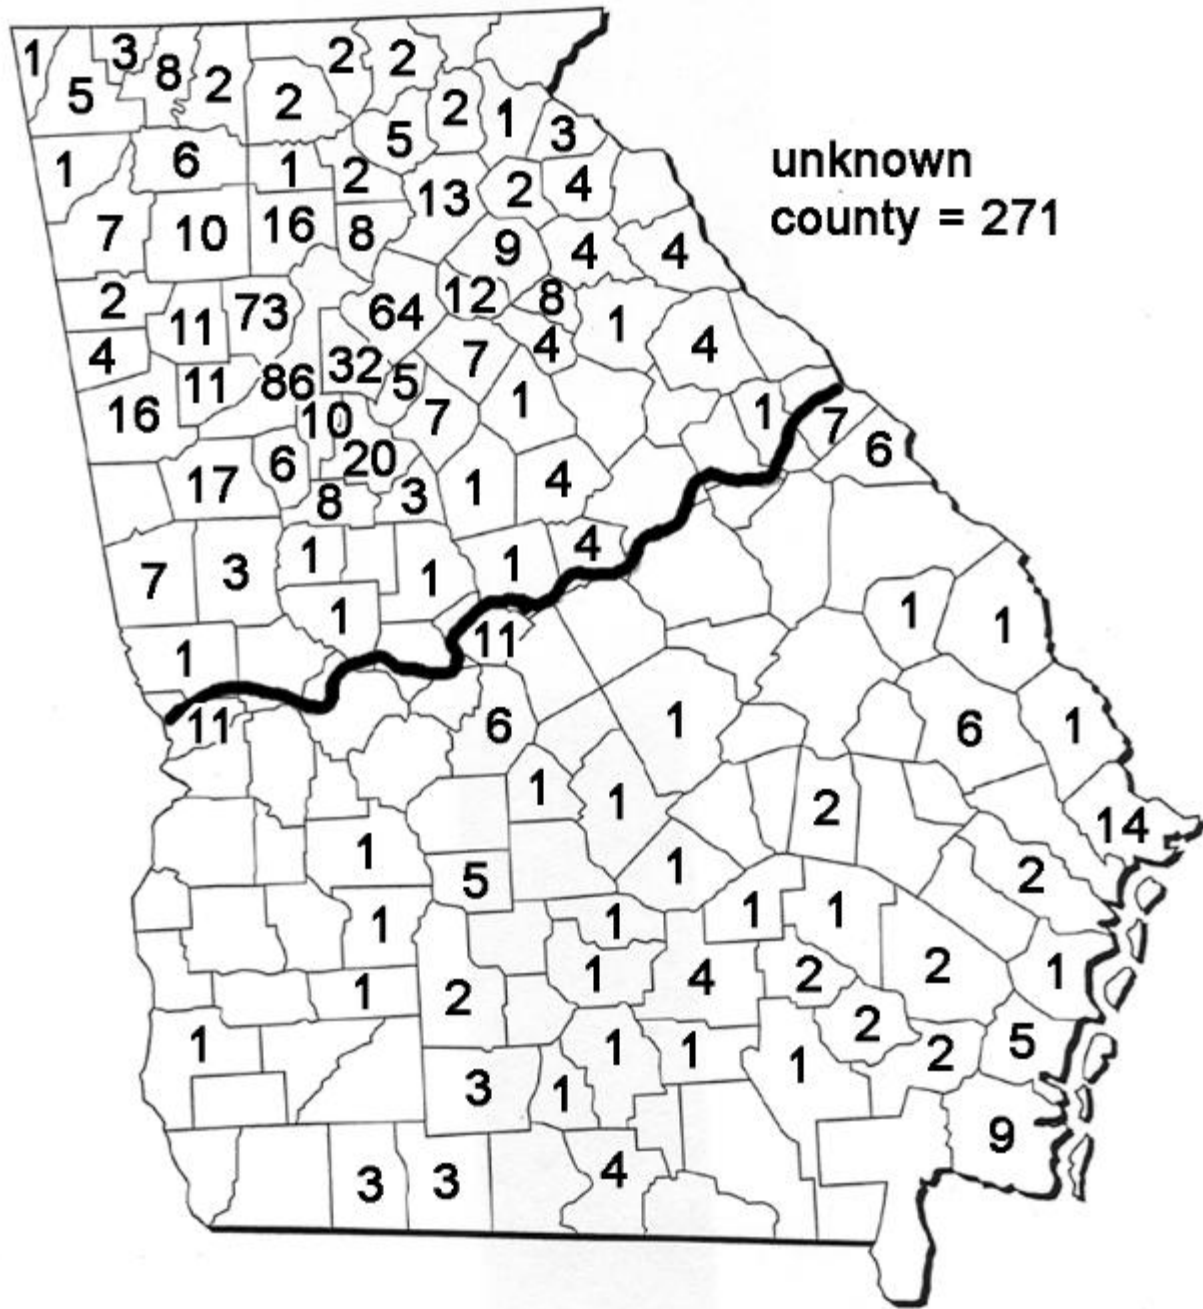 1 3 8 2 2 2
5 2
unknown
county = 271
5 2 1 3
1 6 1 2
13 2 4
7 10 16 8
9 4 4
2 11 73 64 12 8 1
4 7 4 4
16 11 86 32 5
10 7 1 1 7 6
17 6 20
8 3 1 4
7 3 1 1 1 4
1 1 1
1 11
11 6 1 6 1
1 1 2 14
1 5 1 2
1 1 1 1
1 2 1 4 2 2 1
1 1 1 2 2 5
3 1 1
9
3 3 4